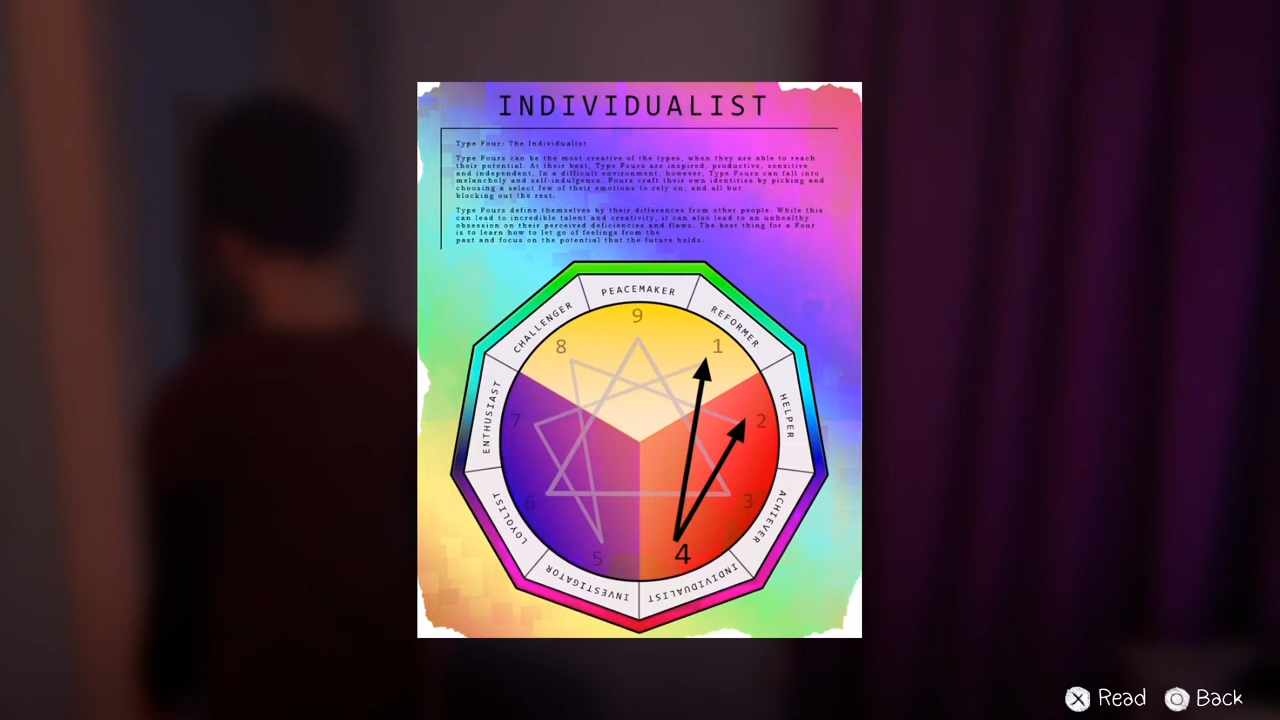 INDIVIDUALIST
Type Four: The Individualist
Type Fours can be the most creative of the types, when they are able to reach
their potential. At their best, Type Fours are inspired, productive, sensitive
and independent. In a difficult environment, however, Type Fours can fall into
melancholy and self-indulgence. Fours craft their own identities by picking and
choosing a select few of their emotions to rely on, and all but
blocking out the rest.
Type Fours define themselves by their differences from other people. While this
can lead to incredible talent and creativity, it can also lead to an unhealthy
obsession on their perceived deficiencies and flaws. The best thing for a Four
is to learn how to let go of feelings from the
past and focus on the potential that the future holds.
PEACEMAKER
REFORMER
HELPER
ACHIEVER
INDIVIDUALIST
INVESTIGATOR
LOYOLIST
ENTHUSIAST
CHALLENGER
9
1
2
3
4
5
6
7
8
Read
Back